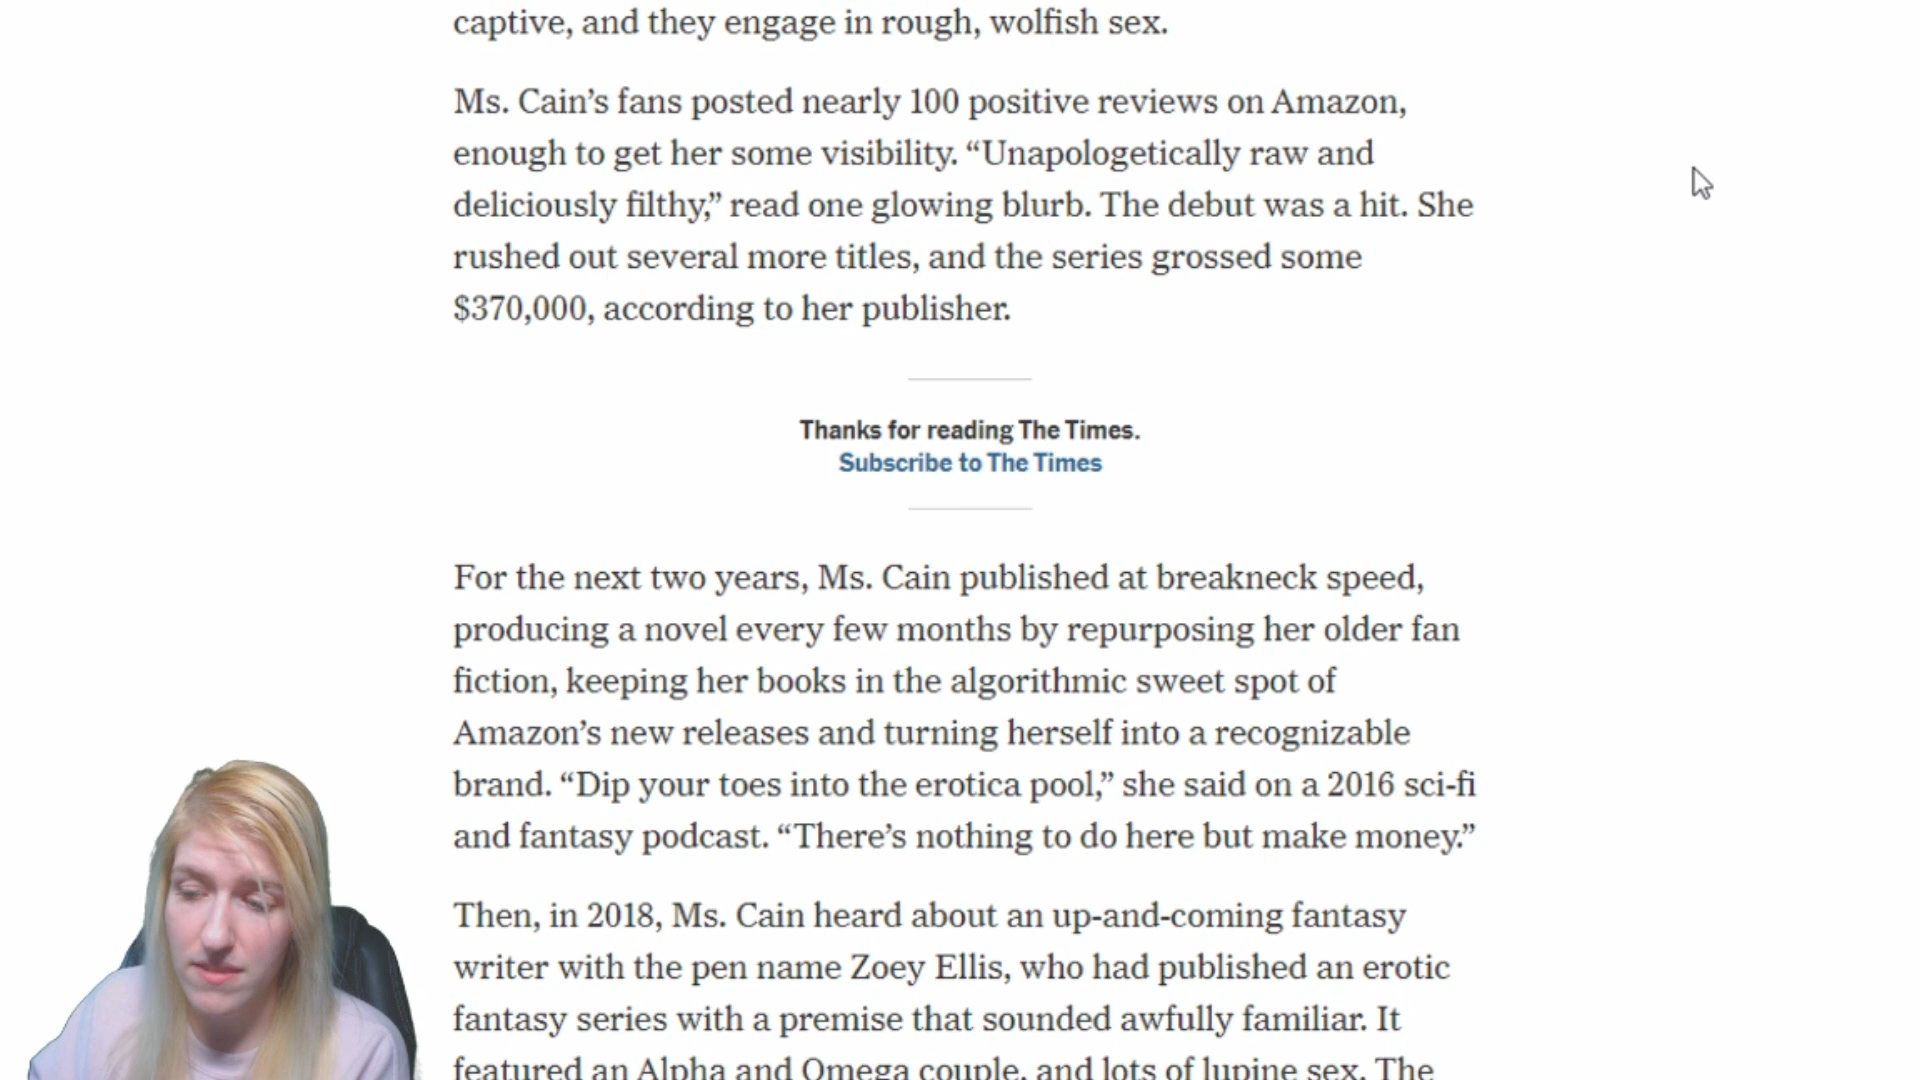 captive, and they engage in rough, wolfish sex.
Ms. Cain’s fans posted nearly 100 positive reviews on Amazon,
enough to get her some visibility. “Unapologetically raw and
deliciously filthy,” read one glowing blurb. The debut was a hit. She
rushed out several more titles, and the series grossed some
$370,000, according to her publisher.
Thanks for reading The Times.
Subscribe to The Times
For the next two years, Ms. Cain published at breakneck speed,
producing a novel every few months by repurposing her older fan
fiction, keeping her books in the algorithmic sweet spot of
Amazon’s new releases and turning herself into a recognizable
brand. “Dip your toes into the erotica pool,” she said on a 2016 sci-fi
and fantasy podcast. “There’s nothing to do here but make money.”
Then, in 2018, Ms. Cain heard about an up-and-coming fantasy
writer with the pen name Zoey Ellis, who had published an erotic
fantasy series with a premise that sounded awfully familiar. It
featured an Alpha and Omega couple, and lots of lupine sex. The